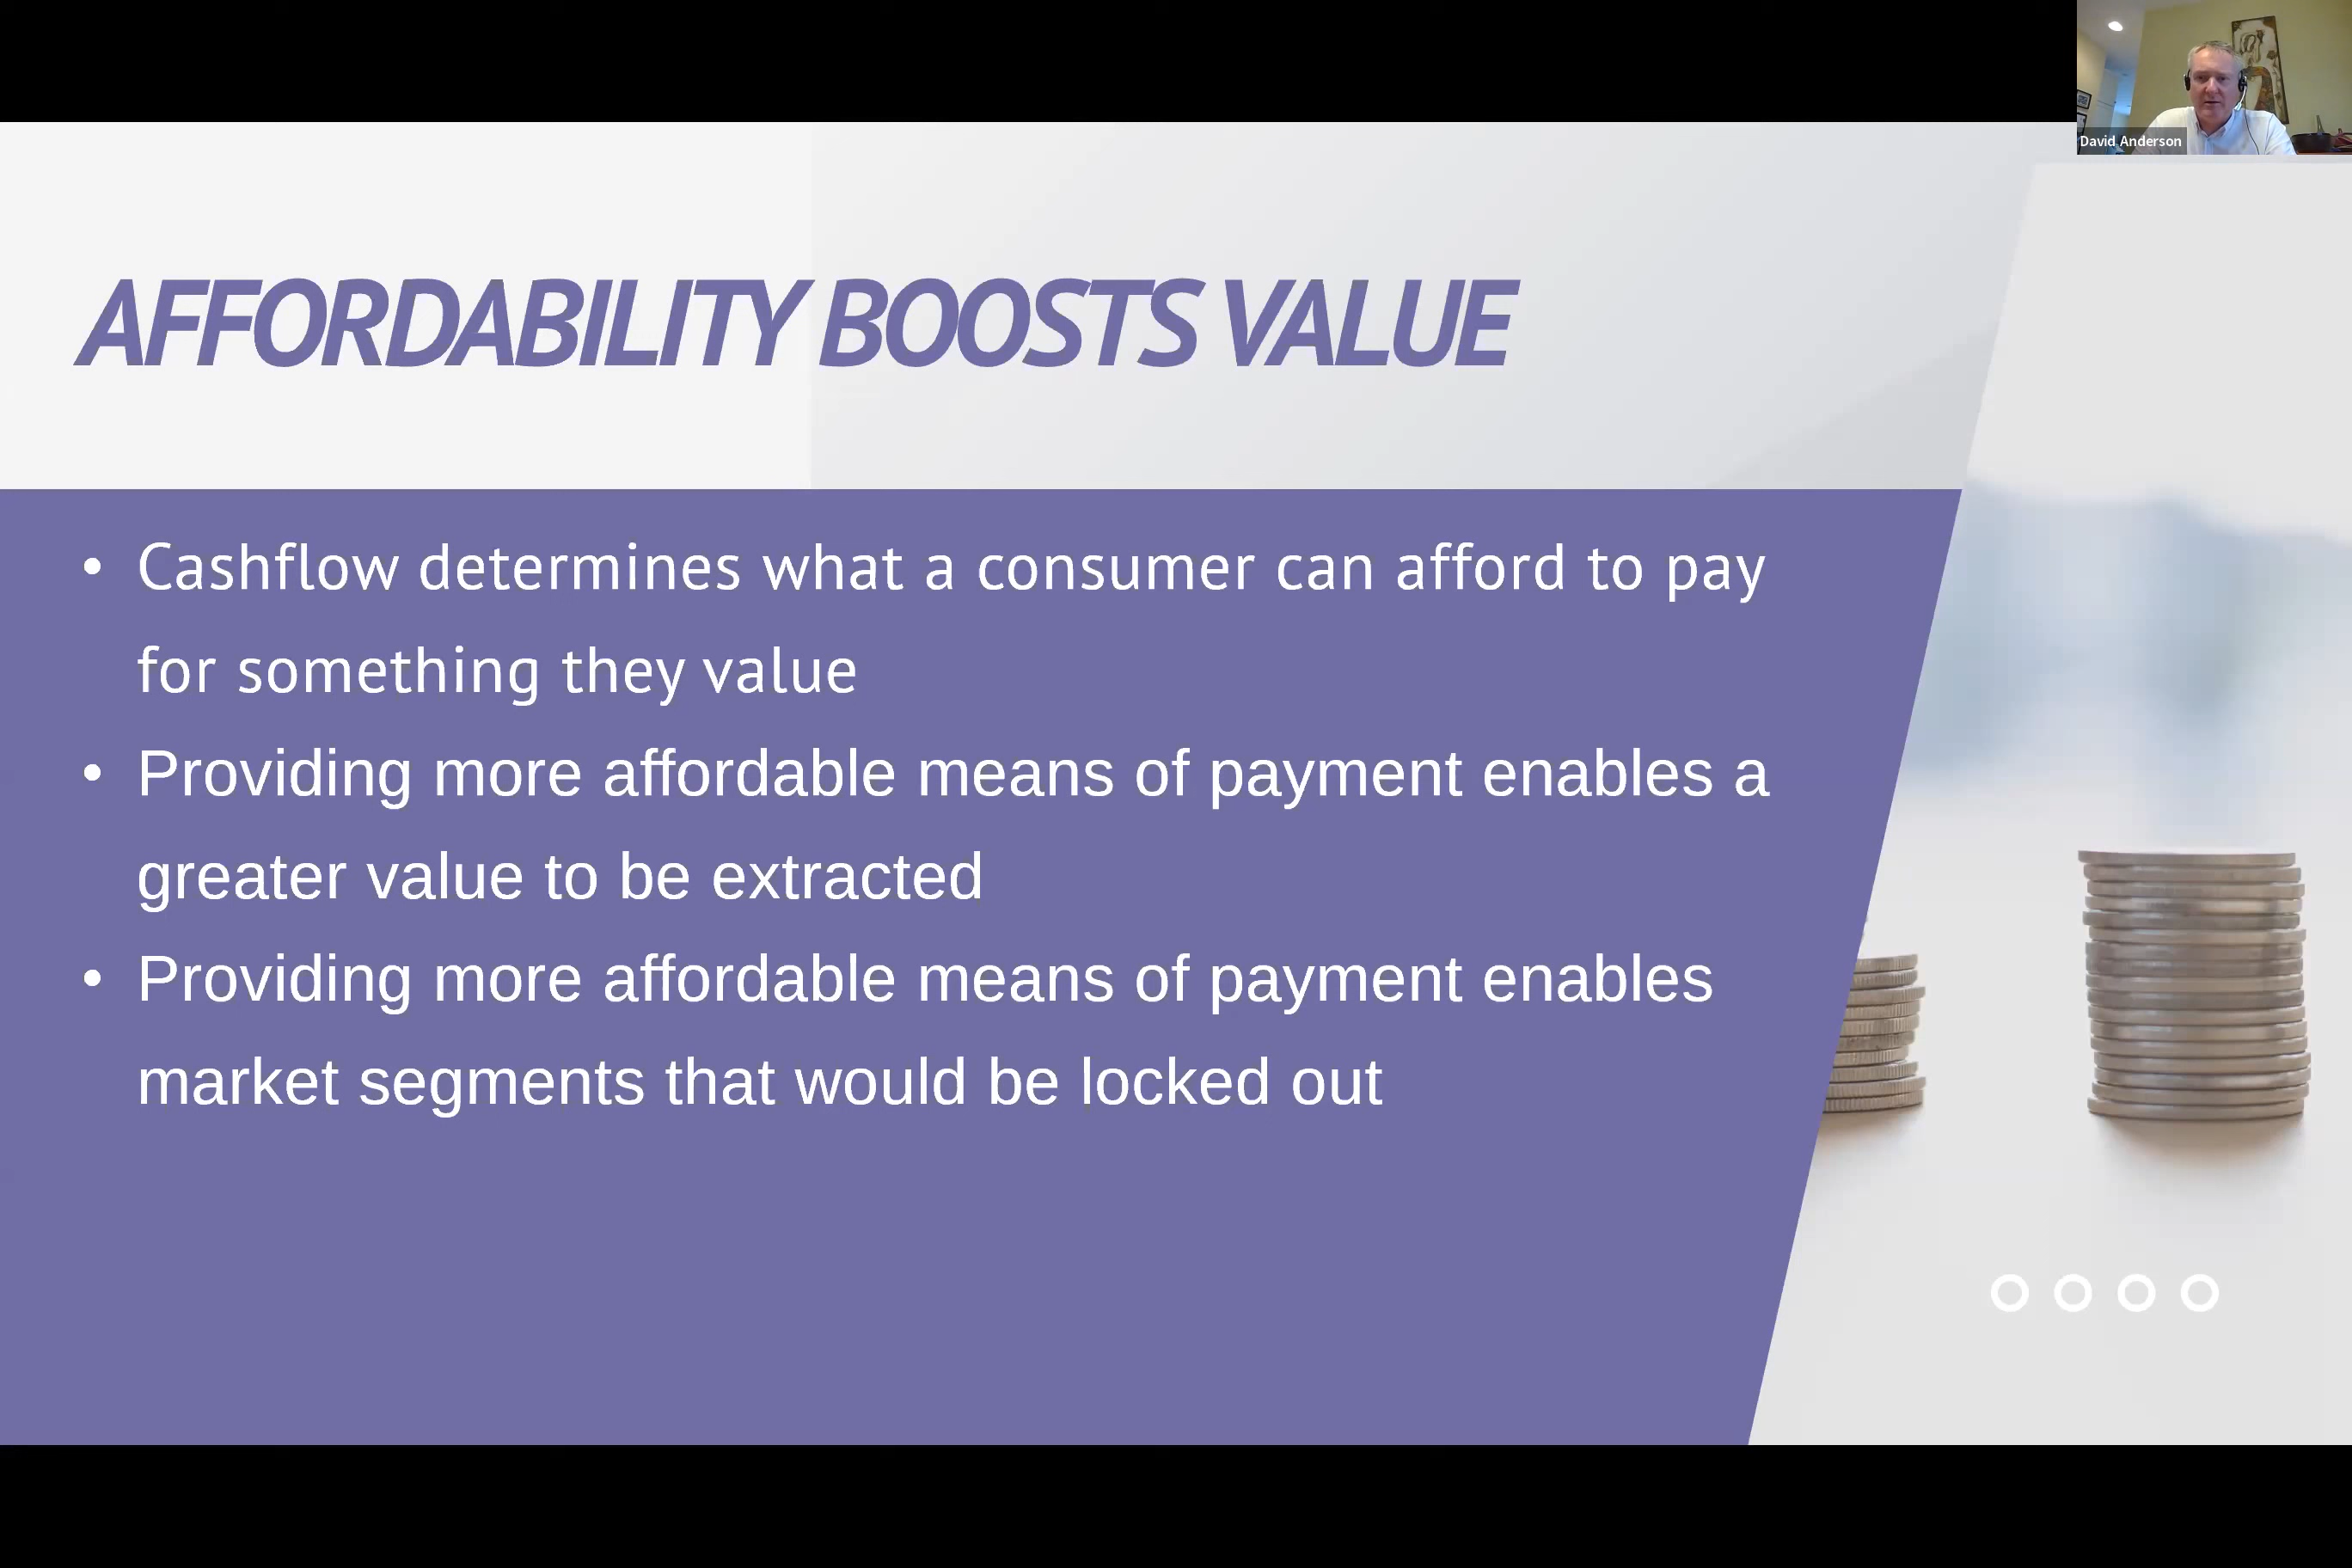 David Anderson
AFFORDABILITY BOOSTS VALUE
• Cashflow determines what a consumer can afford to pay
for something they value
• Providing more affordable means of payment enables a
greater value to be extracted
• Providing more affordable means of payment enables
market segments that would be locked out